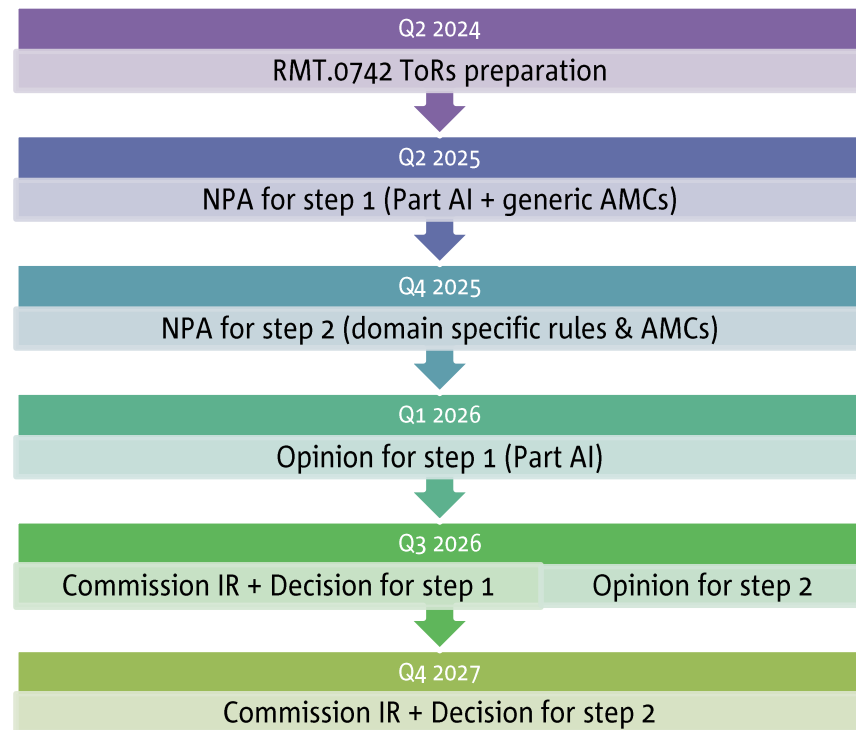 Q2 2024
RMT.0742 ToRs preparation
Q2 2025
NPA for step 1 (Part AI + generic AMCs)
Q4 2025
NPA for step 2 (domain specific rules & AMCs)
Q1 2026
Opinion for step 1 (Part AI)
Q3 2026
Commission IR + Decision for step 1
Opinion for step 2
Q4 2027
Commission IR + Decision for step 2